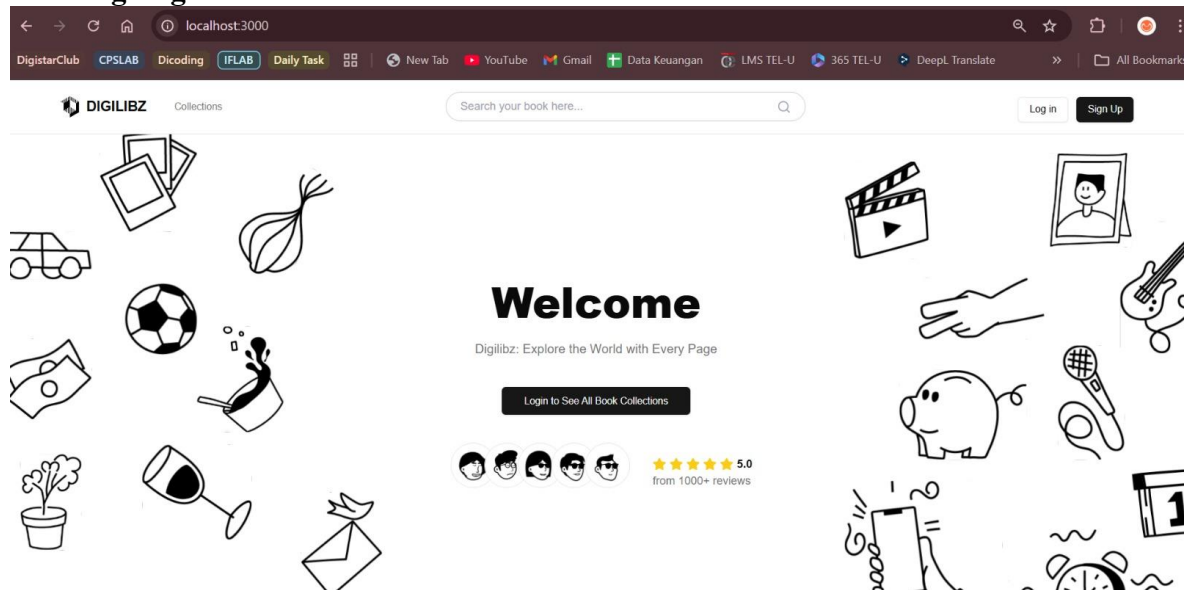 localhost:3000
DigistarClub CPSLAB Dicoding IFLAB Daily Task New Tab YouTube Gmail Data Keuangan LMS TEL-U 365 TEL-U DeepL Translate » All Bookmarks
DIGILIBZ Collections Search your book here... Log in Sign Up
Welcome
Digilibz: Explore the World with Every Page
Login to See All Book Collections
5.0
from 1000+ reviews
1